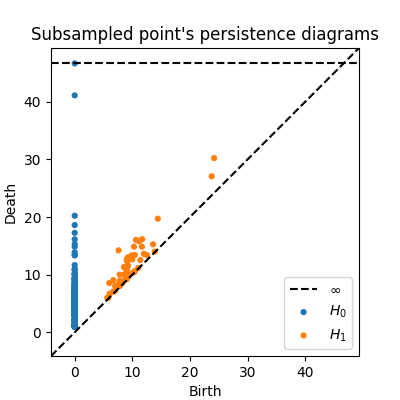 Subsampled point's persistence diagrams
Death
40
30
20
10
0
∞
H₀
H₁
0 10 20 30 40
Birth